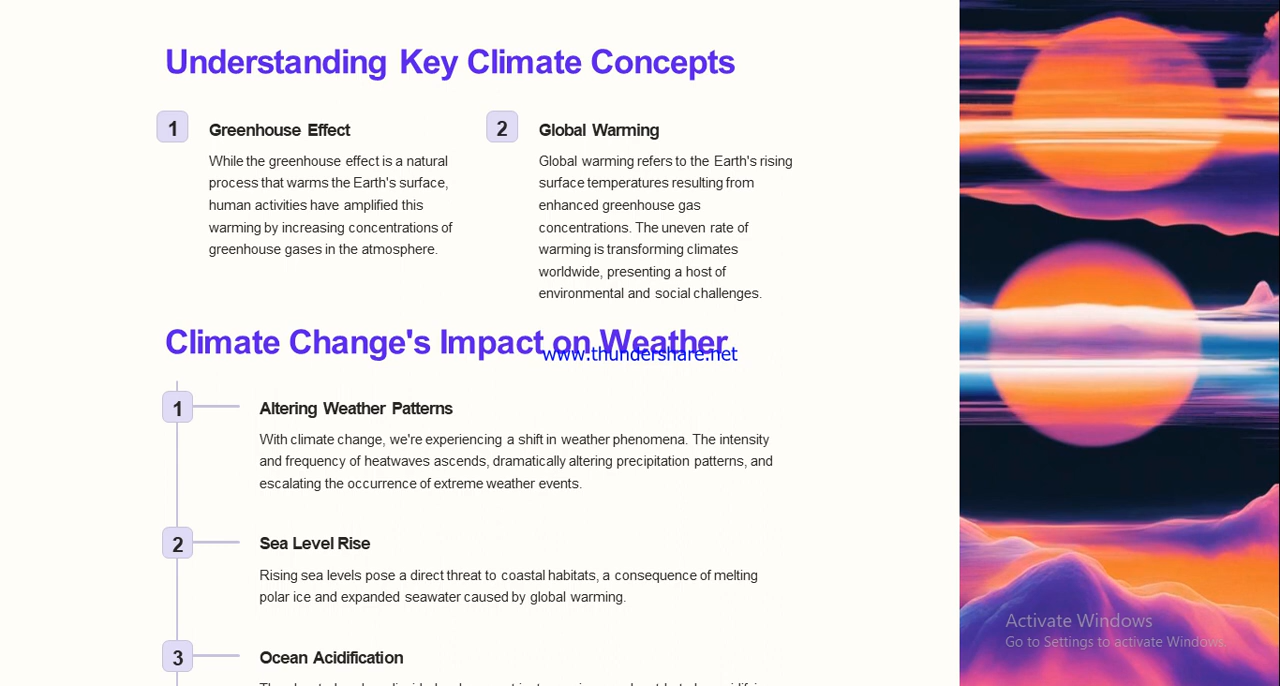 Understanding Key Climate Concepts
1
Greenhouse Effect
While the greenhouse effect is a natural
process that warms the Earth's surface,
human activities have amplified this
warming by increasing concentrations of
greenhouse gases in the atmosphere.
2
Global Warming
Global warming refers to the Earth's rising
surface temperatures resulting from
enhanced greenhouse gas
concentrations. The uneven rate of
warming is transforming climates
worldwide, presenting a host of
environmental and social challenges.
Climate Change's Impact on Weather
www.thundershare.net
1
Altering Weather Patterns
With climate change, we're experiencing a shift in weather phenomena. The intensity
and frequency of heatwaves ascends, dramatically altering precipitation patterns, and
escalating the occurrence of extreme weather events.
2
Sea Level Rise
Rising sea levels pose a direct threat to coastal habitats, a consequence of melting
polar ice and expanded seawater caused by global warming.
3
Ocean Acidification
Activate Windows
Go to Settings to activate Windows.